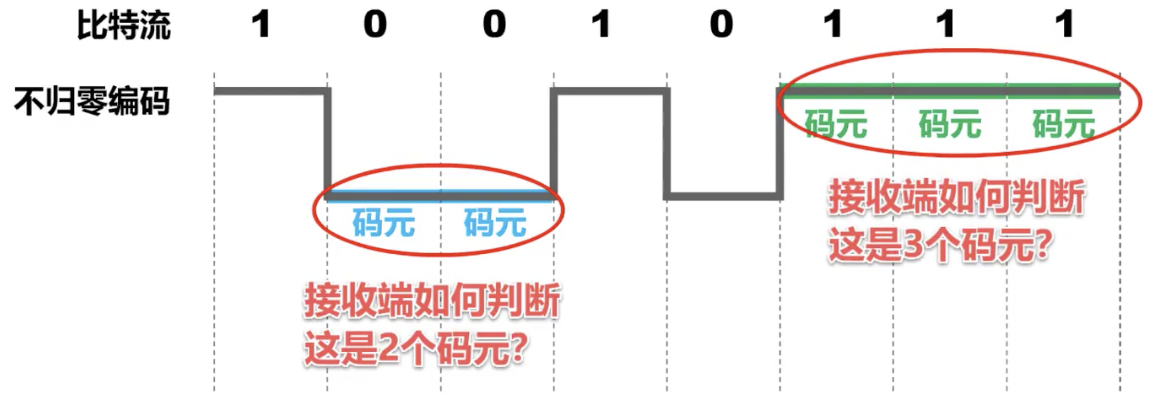 比特流 1 0 0 1 0 1 1 1
不归零编码
码元 码元 码元
码元 码元
接收端如何判断
这是3个码元?
接收端如何判断
这是2个码元?